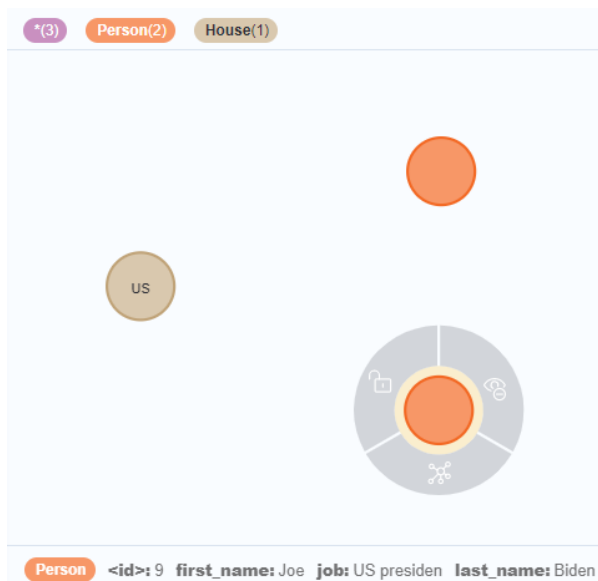 *(3) Person(2) House(1)
US
Person <id>: 9 first_name: Joe job: US presiden last_name: Biden